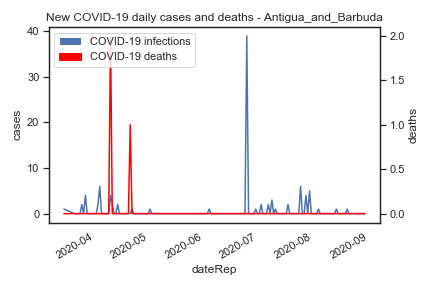 New COVID-19 daily cases and deaths - Antigua_and_Barbuda
COVID-19 infections
COVID-19 deaths
40
30
20
10
0
cases
2.0
1.5
1.0
0.5
0.0
deaths
2020-04
2020-05
2020-06
2020-07
2020-08
2020-09
dateRep